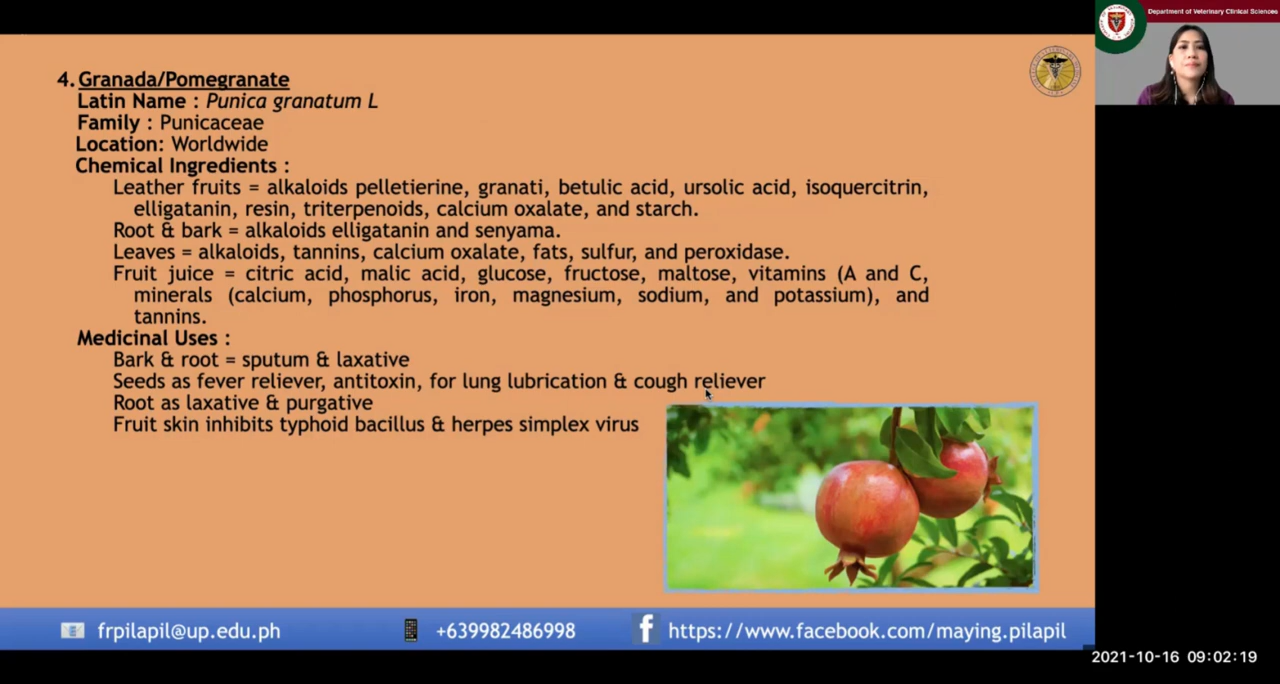 Department of Veterinary Clinical Sciences
4. Granada/Pomegranate
Latin Name : Punica granatum L
Family : Punicaceae
Location: Worldwide
Chemical Ingredients :
Leather fruits = alkaloids pelletierine, granati, betulic acid, ursolic acid, isoquercitrin,
elligatanin, resin, triterpenoids, calcium oxalate, and starch.
Root & bark = alkaloids elligatanin and senyama.
Leaves = alkaloids, tannins, calcium oxalate, fats, sulfur, and peroxidase.
Fruit juice = citric acid, malic acid, glucose, fructose, maltose, vitamins (A and C,
minerals (calcium, phosphorus, iron, magnesium, sodium, and potassium), and
tannins.
Medicinal Uses :
Bark & root = sputum & laxative
Seeds as fever reliever, antitoxin, for lung lubrication & cough reliever
Root as laxative & purgative
Fruit skin inhibits typhoid bacillus & herpes simplex virus
frpilapil@up.edu.ph
+639982486998
https://www.facebook.com/maying.pilapil
2021-10-16 09:02:19